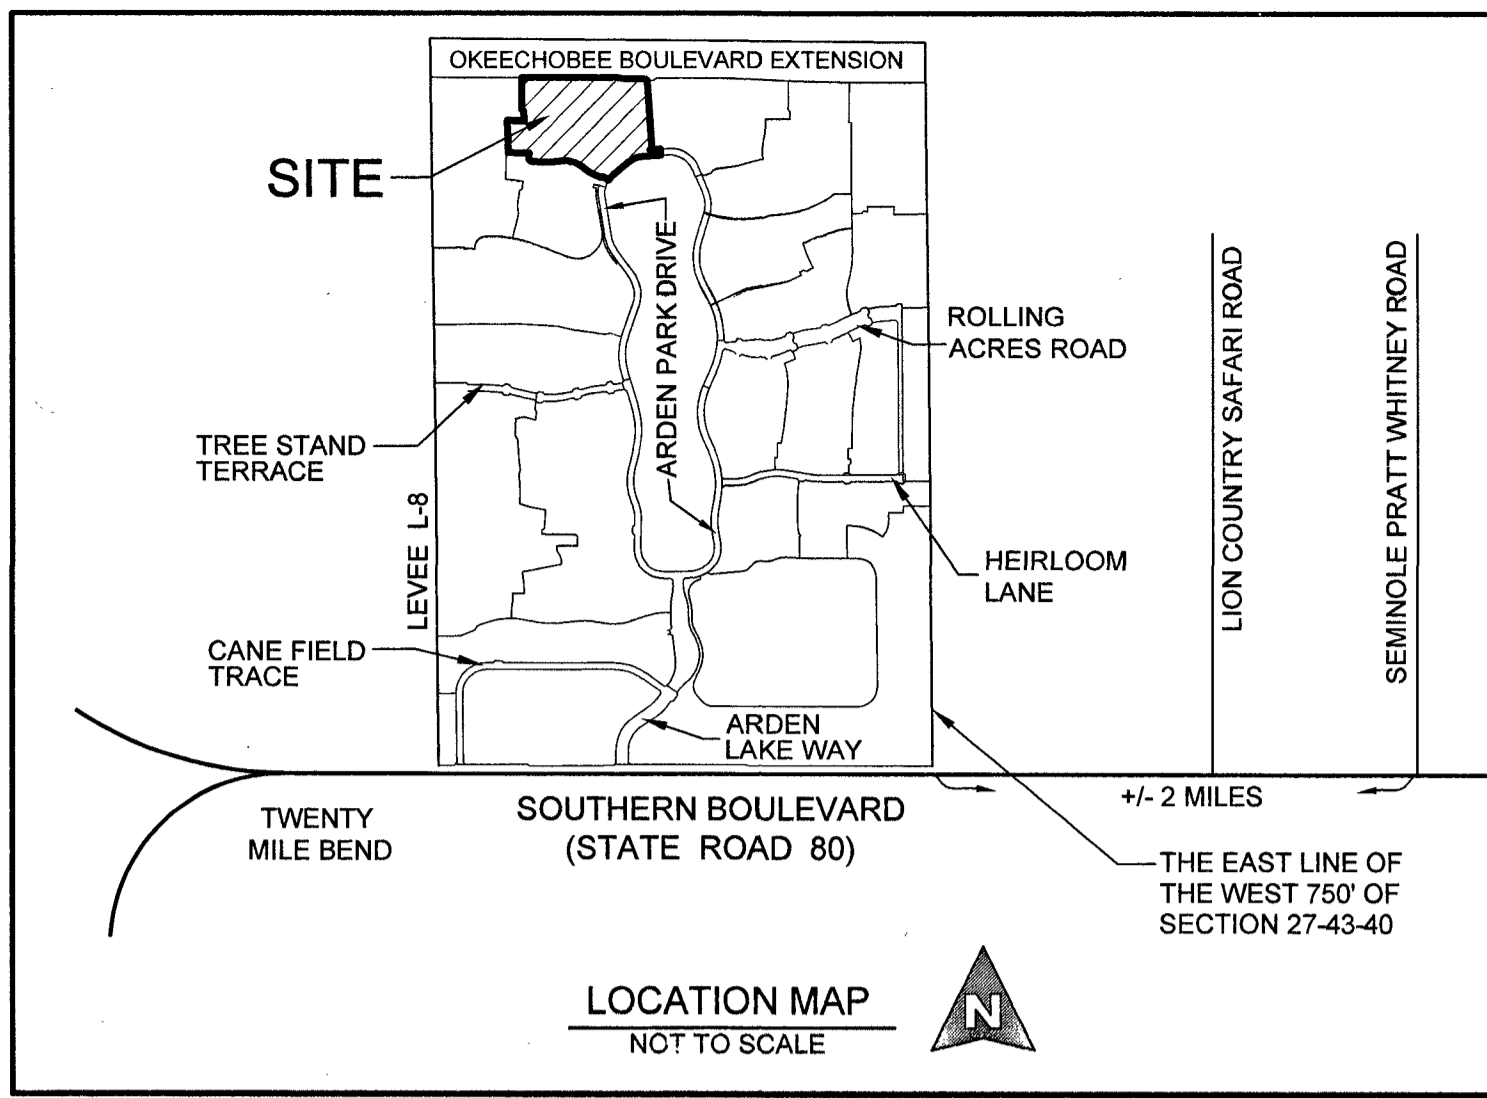 OKEECHOBEE BOULEVARD EXTENSION
SITE
ARDEN PARK DRIVE
ROLLING
ACRES ROAD
LION COUNTRY SAFARI ROAD
SEMINOLE PRATT WHITNEY ROAD
TREE STAND
TERRACE
LEVEE L-8
HEIRLOOM
LANE
CANE FIELD
TRACE
ARDEN
LAKE WAY
TWENTY
MILE BEND
SOUTHERN BOULEVARD
(STATE ROAD 80)
+/- 2 MILES
THE EAST LINE OF
THE WEST 750' OF
SECTION 27-43-40
LOCATION MAP
NOT TO SCALE
N